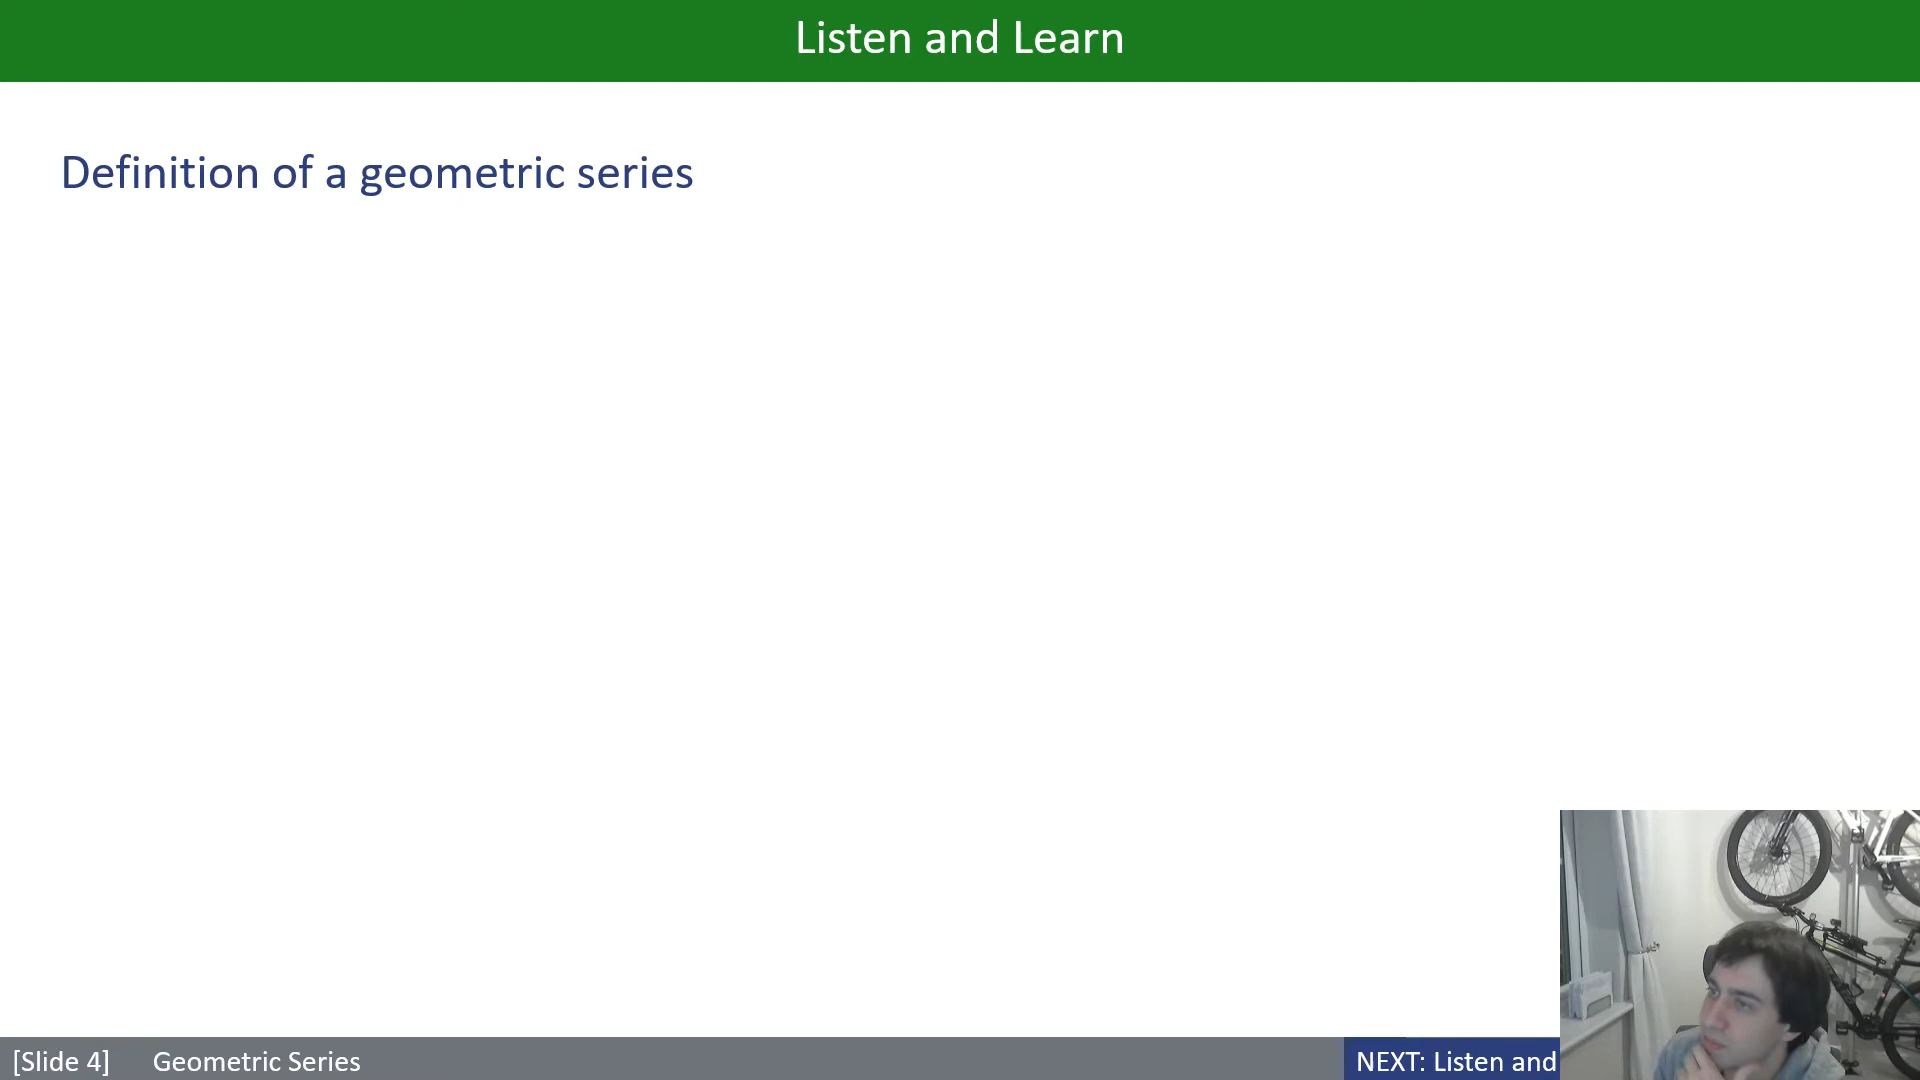 Listen and Learn
Definition of a geometric series
[Slide 4] Geometric Series NEXT: Listen and